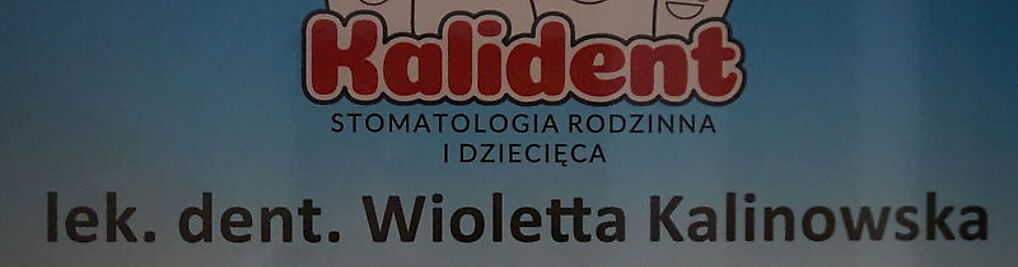 Kalident
STOMATOLOGIA RODZINNA
I DZIECIĘCA
lek. dent. Wioletta Kalinowska